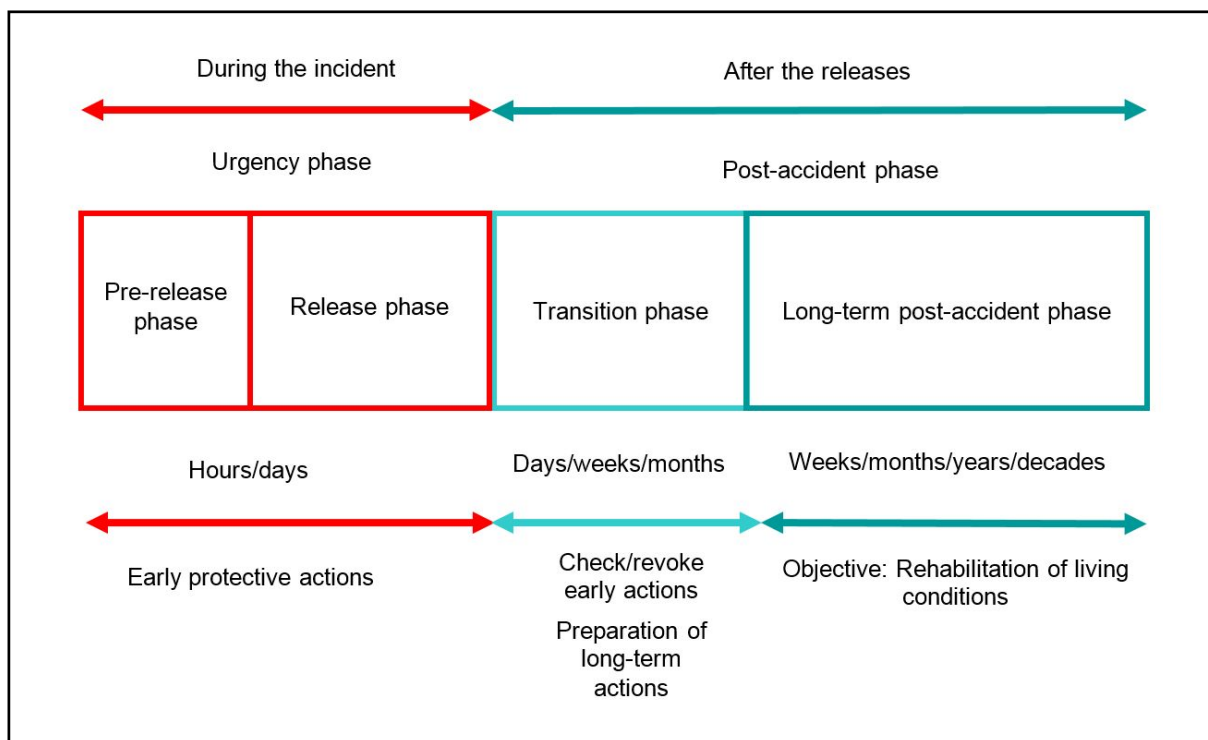 During the incident
After the releases
Urgency phase
Post-accident phase
Pre-release
phase
Release phase
Transition phase
Long-term post-accident phase
Hours/days
Days/weeks/months
Weeks/months/years/decades
Early protective actions
Check/revoke
early actions
Preparation of
long-term
actions
Objective: Rehabilitation of living
conditions